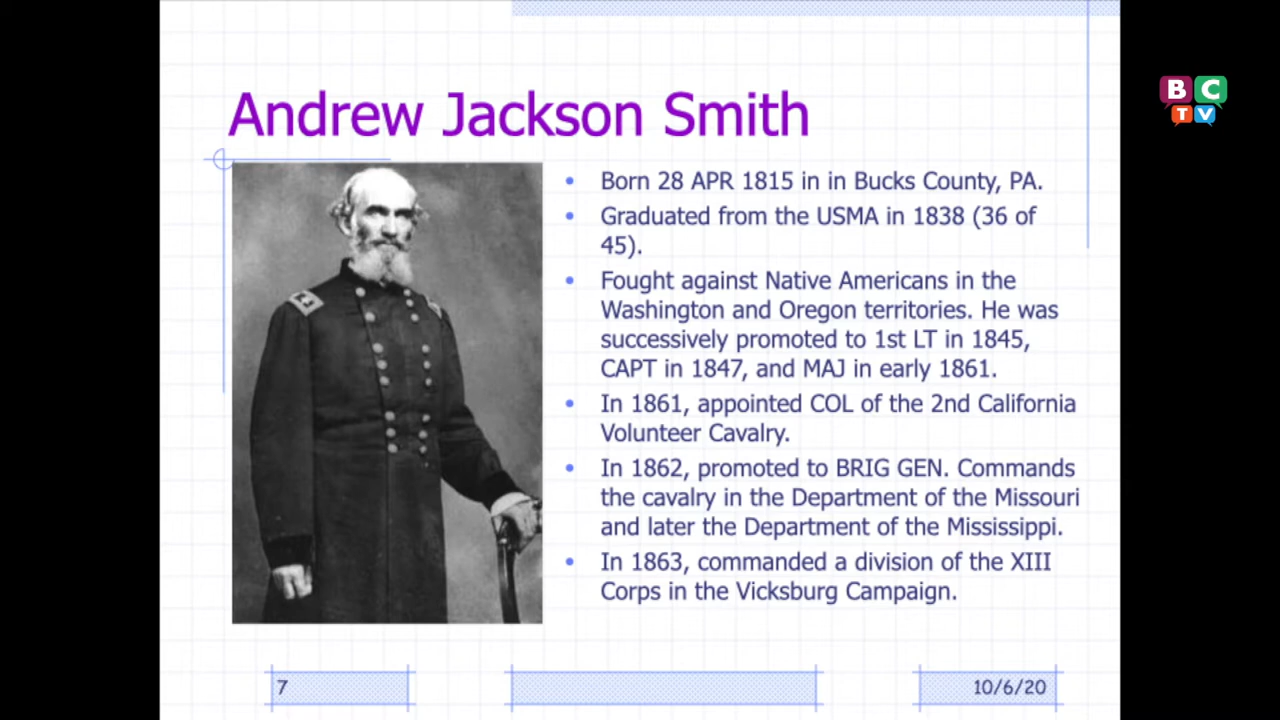 Andrew Jackson Smith
BC
TV
• Born 28 APR 1815 in in Bucks County, PA.
• Graduated from the USMA in 1838 (36 of
45).
• Fought against Native Americans in the
Washington and Oregon territories. He was
successively promoted to 1st LT in 1845,
CAPT in 1847, and MAJ in early 1861.
• In 1861, appointed COL of the 2nd California
Volunteer Cavalry.
• In 1862, promoted to BRIG GEN. Commands
the cavalry in the Department of the Missouri
and later the Department of the Mississippi.
• In 1863, commanded a division of the XIII
Corps in the Vicksburg Campaign.
7
10/6/20